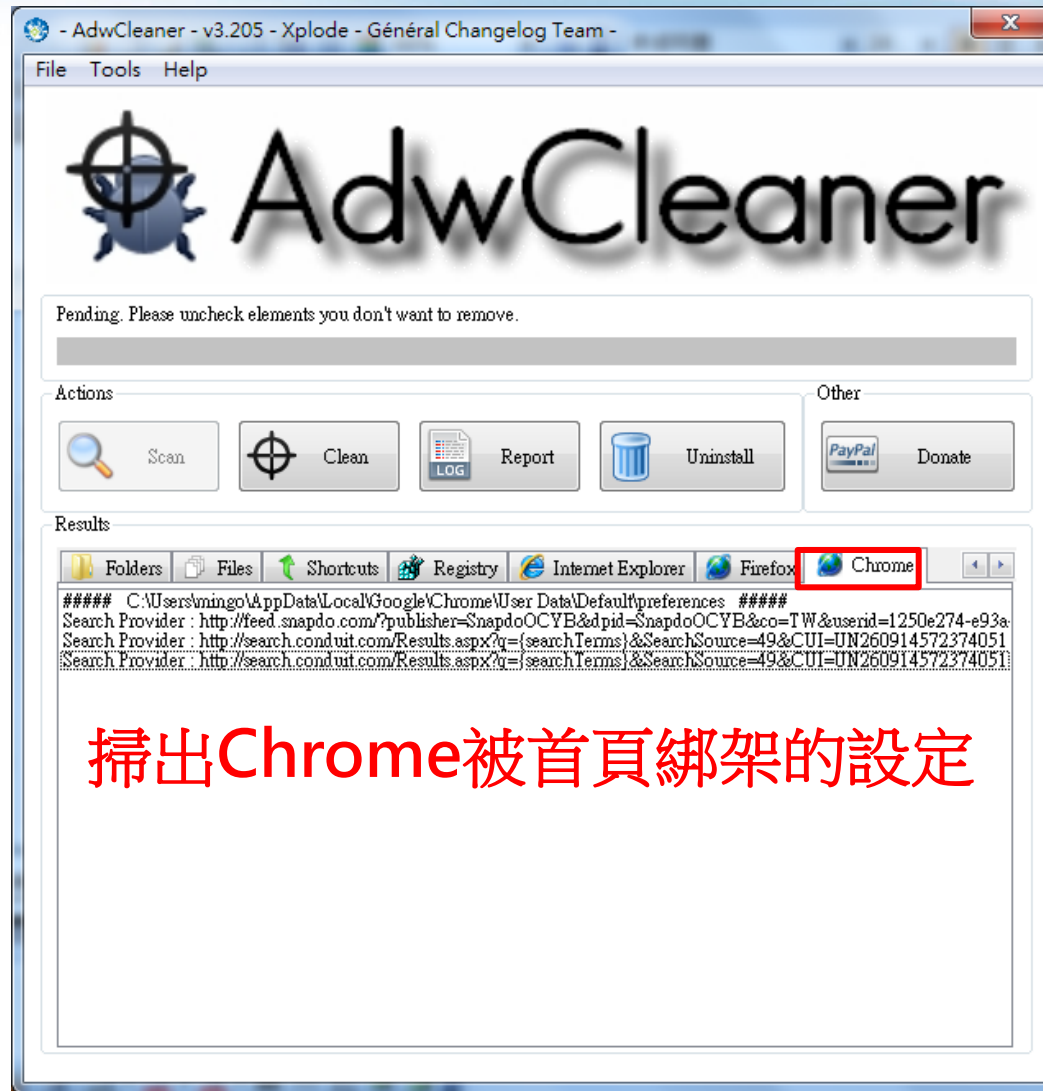 - AdwCleaner - v3.205 - Xplode - Général Changelog Team -
File Tools Help
AdwCleaner
Pending. Please uncheck elements you don't want to remove.
Actions
Other
Scan
Clean
LOG
Report
Uninstall
PayPal
Donate
Results
Folders Files Shortcuts Registry Internet Explorer Firefox Chrome
##### C:\Users\mingo\AppData\Local\Google\Chrome\User Data\Default\preferences #####
Search Provider : http://feed.snapdo.com/?publisher=SnapdoOCYB&dpid=SnapdoOCYB&co=TW&userid=1250e274-e93a-
Search Provider : http://search.conduit.com/Results.aspx?q={searchTerms}&SearchSource=49&CUI=UN260914572374051
Search Provider : http://search.conduit.com/Results.aspx?q={searchTerms}&SearchSource=49&CUI=UN260914572374051
掃出Chrome被首頁綁架的設定